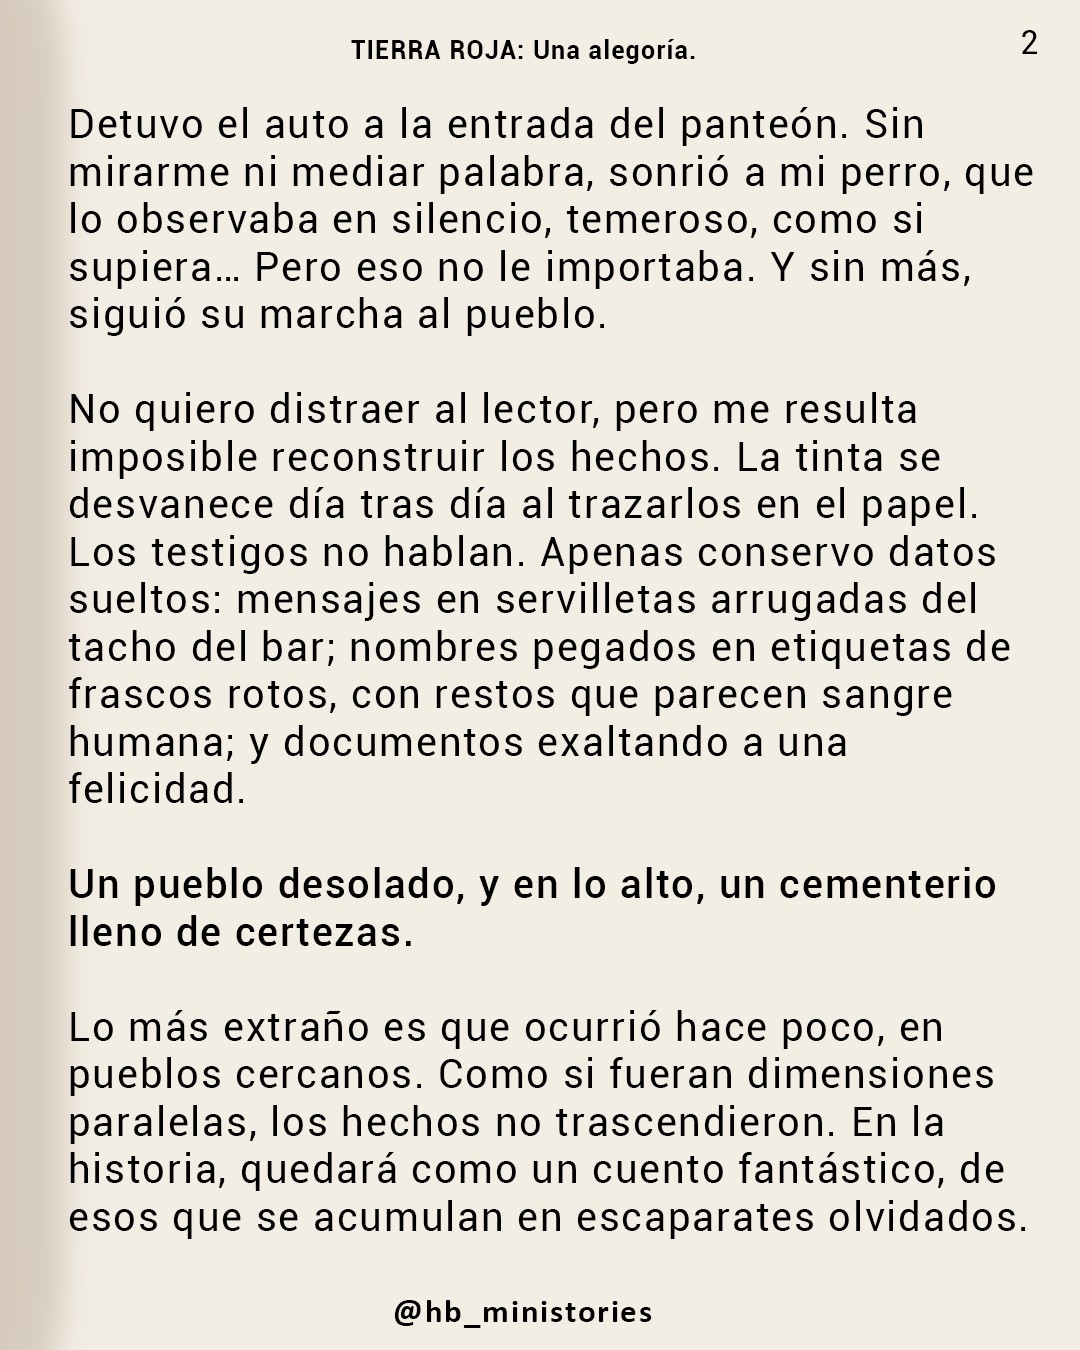 TIERRA ROJA: Una alegoría.
2
Detuvo el auto a la entrada del panteón. Sin
mirarme ni mediar palabra, sonrió a mi perro, que
lo observaba en silencio, temeroso, como si
supiera... Pero eso no le importaba. Y sin más,
siguió su marcha al pueblo.
No quiero distraer al lector, pero me resulta
imposible reconstruir los hechos. La tinta se
desvanece día tras día al trazarlos en el papel.
Los testigos no hablan. Apenas conservo datos
sueltos: mensajes en servilletas arrugadas del
tacho del bar; nombres pegados en etiquetas de
frascos rotos, con restos que parecen sangre
humana; y documentos exaltando a una
felicidad.
Un pueblo desolado, y en lo alto, un cementerio
lleno de certezas.
Lo más extraño es que ocurrió hace poco, en
pueblos cercanos. Como si fueran dimensiones
paralelas, los hechos no trascendieron. En la
historia, quedará como un cuento fantástico, de
esos que se acumulan en escaparates olvidados.
@hb_ministories